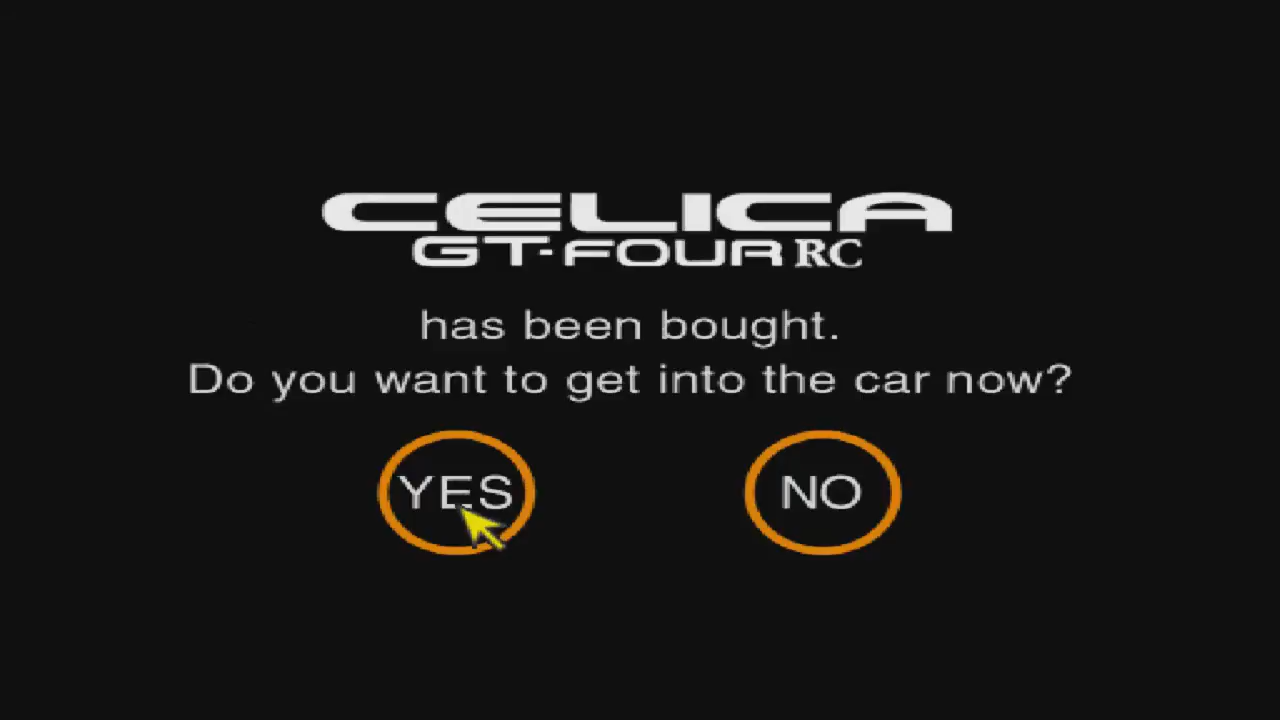 CELICA
GT-FOUR RC
has been bought.
Do you want to get into the car now?
YES NO